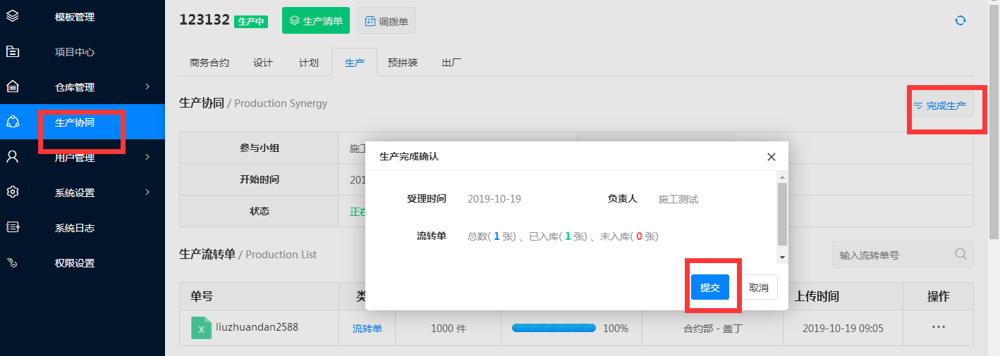 模板管理
项目中心
仓库管理
生产协同
用户管理
系统设置
系统日志
权限设置
123132 生产中 生产清单 调拨单
商务合约 设计 计划 生产 预拼装 出厂
生产协同 / Production Synergy
完成生产
参与小组 施工
开始时间 201
状态 正在
生产完成确认
受理时间 2019-10-19 负责人 施工测试
流转单 总数( 1 张) 、已入库( 1 张) 、未入库( 0 张)
提交 取消
生产流转单 / Production List
输入流转单号
单号 类 上传时间 操作
liuzhuandan2588 流转单 1000 件 100% 合约部 - 盖丁 2019-10-19 09:05